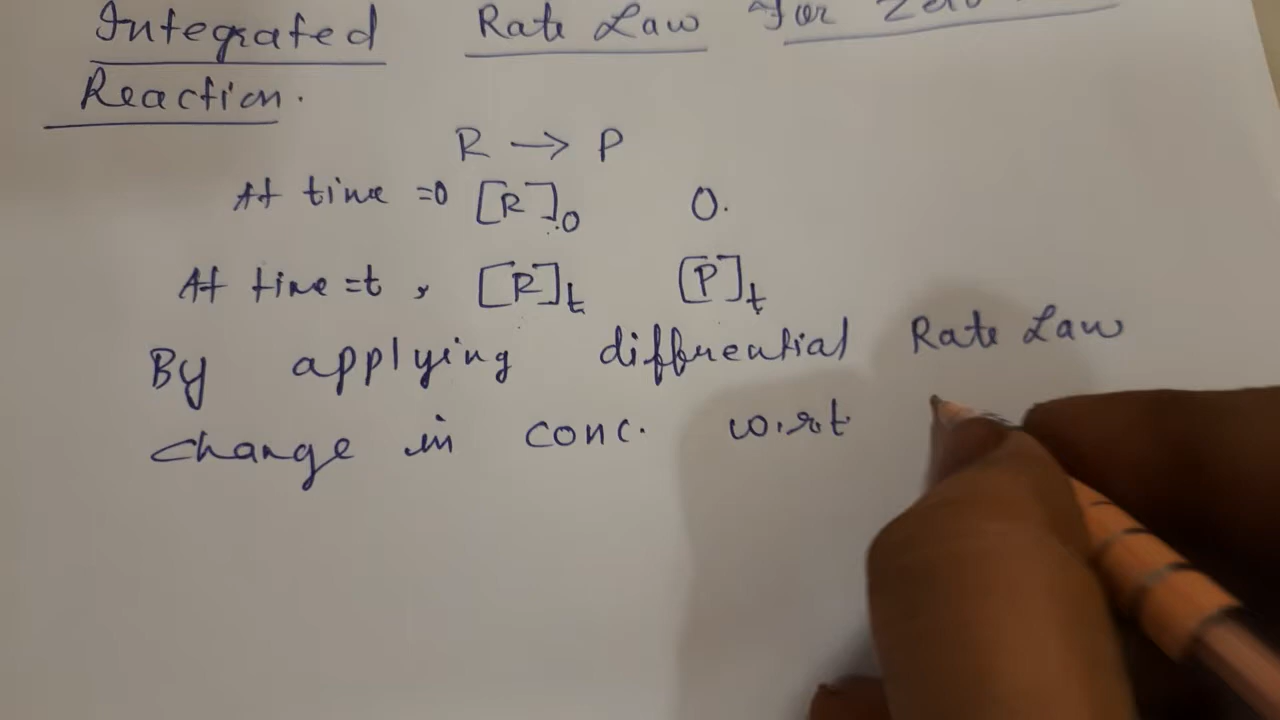 Integrated Rate Law for
Reaction.
R → P
At time =0 [R]₀ 0.
At time =t, [R]t [P]t
By applying differential Rate Law
change in conc. w.r.t.